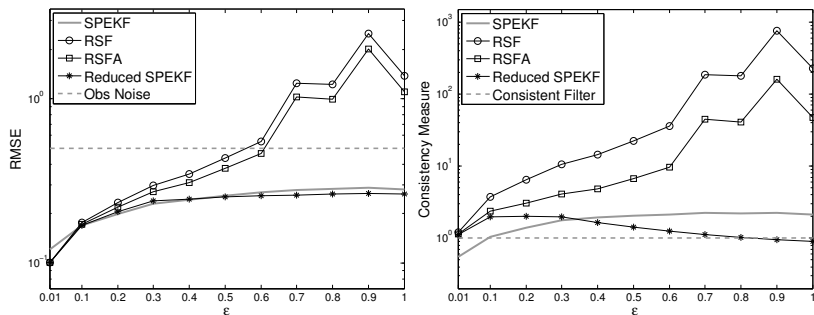 SPEKF
RSF
RSFA
Reduced SPEKF
Obs Noise
10^0
10^-1
RMSE
0.01 0.1 0.2 0.3 0.4 0.5 0.6 0.7 0.8 0.9 1
ε
SPEKF
RSF
RSFA
Reduced SPEKF
Consistent Filter
10^3
10^2
10^1
10^0
Consistency Measure
0.01 0.1 0.2 0.3 0.4 0.5 0.6 0.7 0.8 0.9 1
ε